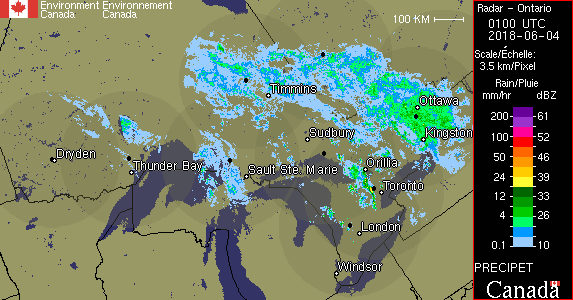 Environment Environnement
Canada Canada
100 KM
Timmins
Ottawa
Sudbury
Kingston
Dryden
Thunder Bay
Sault Ste. Marie
Orillia
Toronto
London
Windsor
Radar - Ontario
0100 UTC
2018-06-04
Scale/Échelle:
3.5 km/Pixel
Rain/Pluie
mm/hr dBZ
200 61
100 52
50 46
24 39
12 33
4 26
0.1 10
PRECIPET
Canada